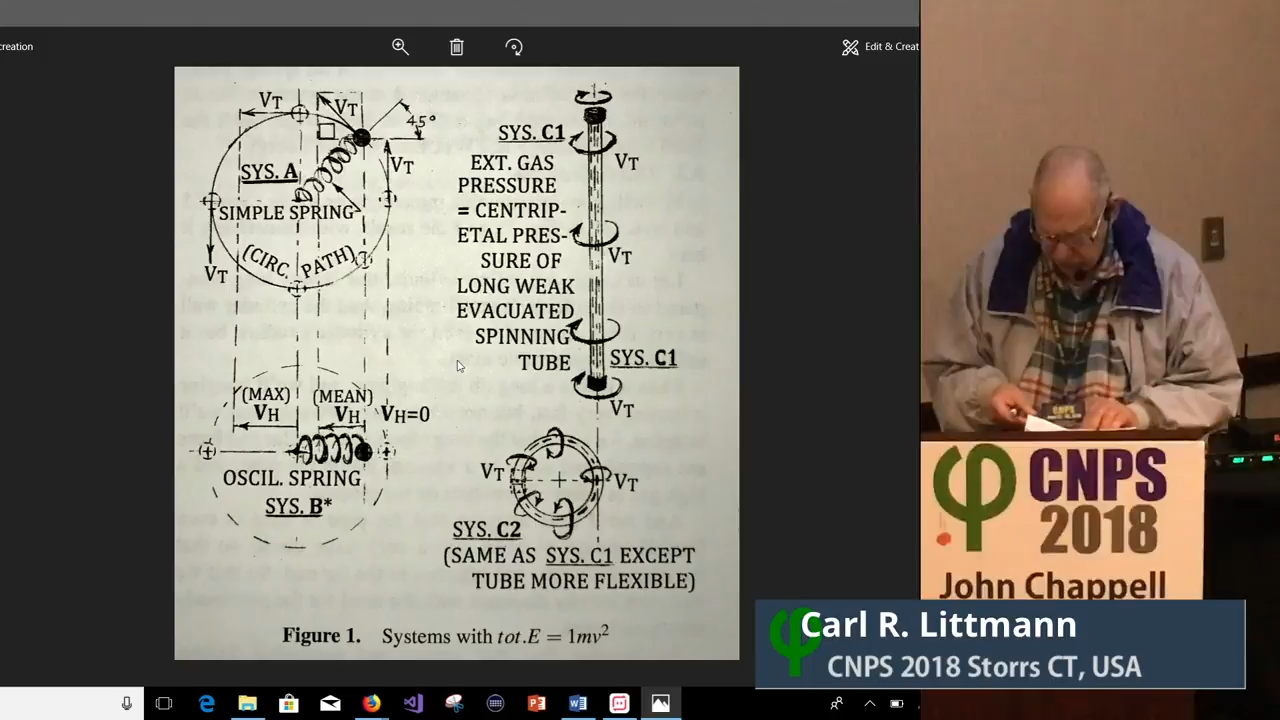 creation
Edit & Creat
VT
VT
45°
SYS. A
VT
SIMPLE SPRING
(CIRC. PATH)
VT
(MAX)
VH
(MEAN)
VH
VH=0
OSCIL. SPRING
SYS. B*
SYS. C1
VT
EXT. GAS
PRESSURE
= CENTRIP-
ETAL PRES-
SURE OF
LONG WEAK
EVACUATED
SPINNING
TUBE
VT
SYS. C1
VT
VT
VT
SYS. C2
(SAME AS SYS. C1 EXCEPT
TUBE MORE FLEXIBLE)
Figure 1. Systems with tot.E = 1mv²
CNPS
CNPS
2018
John Chappell
Carl R. Littmann
CNPS 2018 Storrs CT, USA